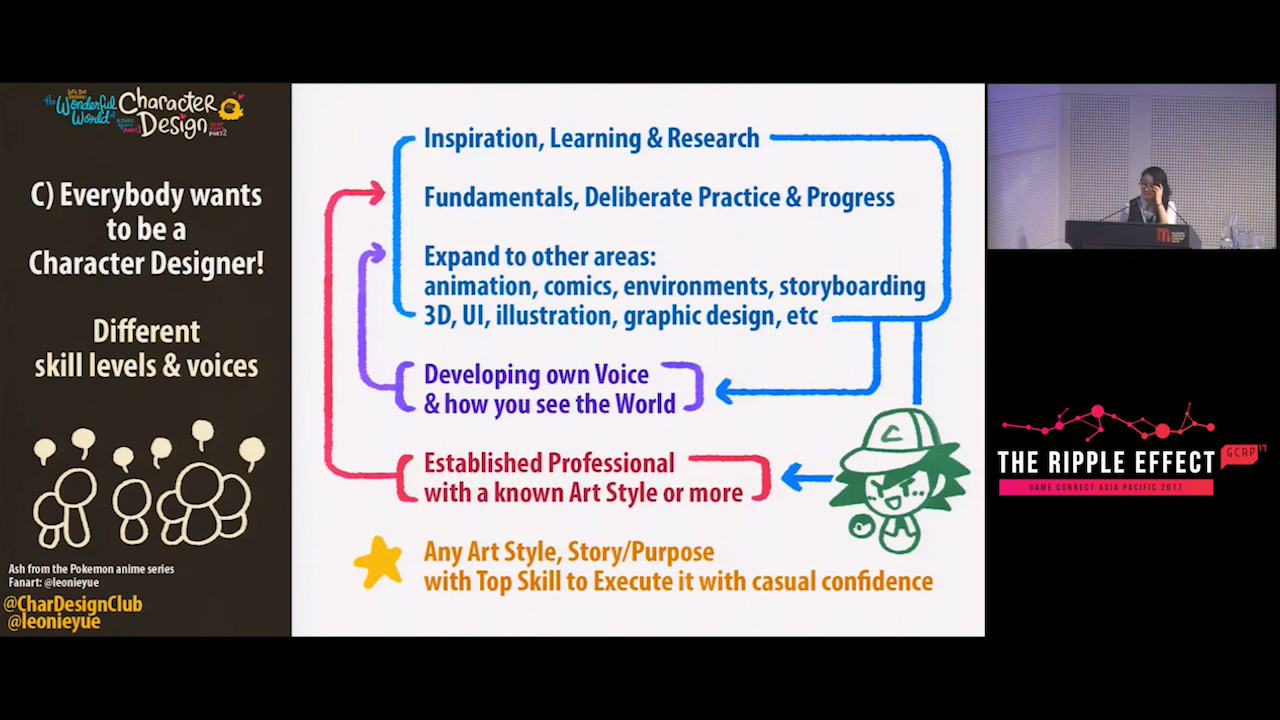 the Wonderful World of
Character Design
C) Everybody wants
to be a
Character Designer!
Different
skill levels & voices
Ash from the Pokemon anime series
Fanart: @leonieyue
@CharDesignClub
@leonieyue
Inspiration, Learning & Research
Fundamentals, Deliberate Practice & Progress
Expand to other areas:
animation, comics, environments, storyboarding
3D, UI, illustration, graphic design, etc
Developing own Voice
& how you see the World
Established Professional
with a known Art Style or more
C
Any Art Style, Story/Purpose
with Top Skill to Execute it with casual confidence
THE RIPPLE EFFECT
GCAP 17
GAME CONNECT ASIA PACIFIC 2017